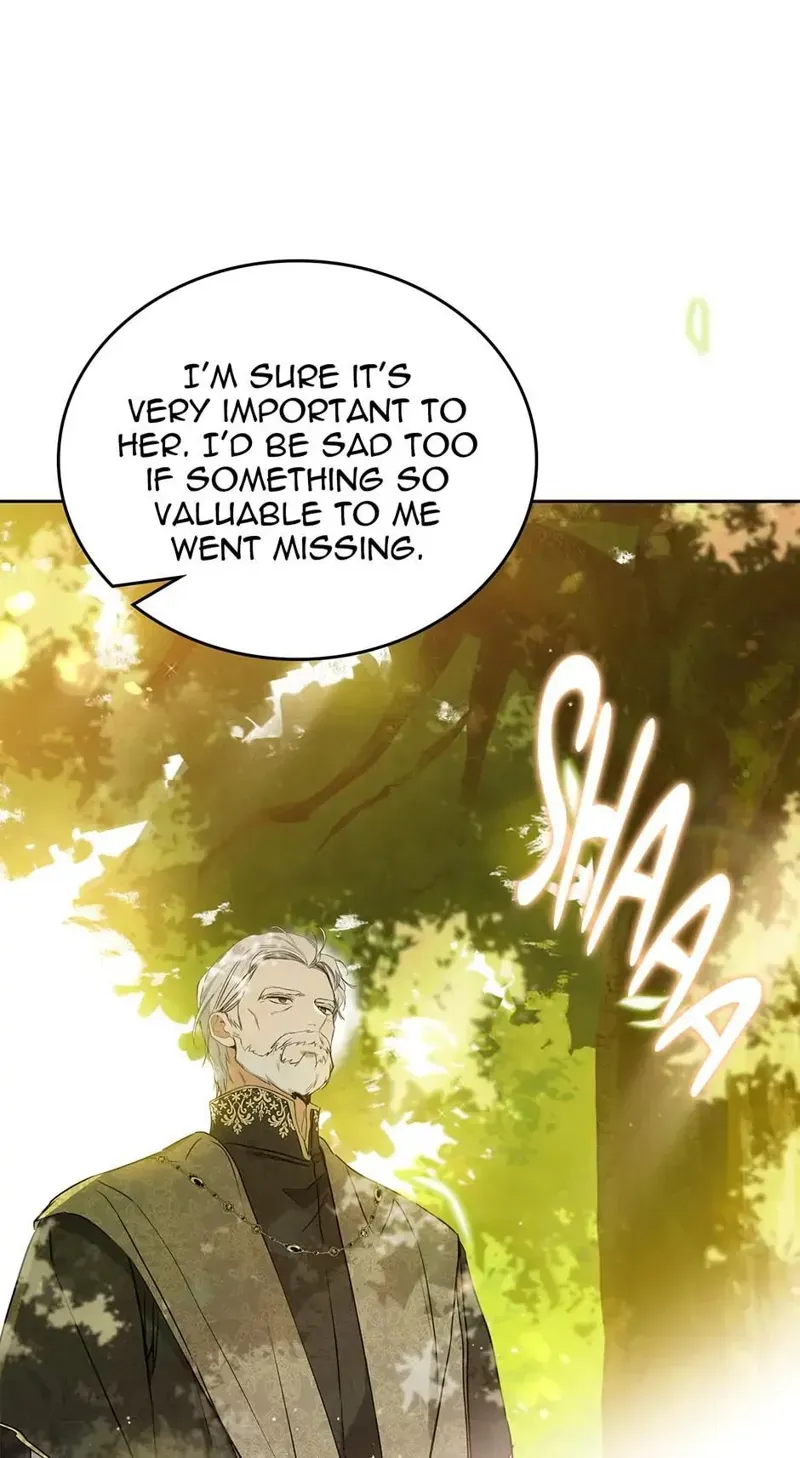 I'M SURE IT'S
VERY IMPORTANT TO
HER. I'D BE SAD TOO
IF SOMETHING SO
VALUABLE TO ME
WENT MISSING.
SHAAA